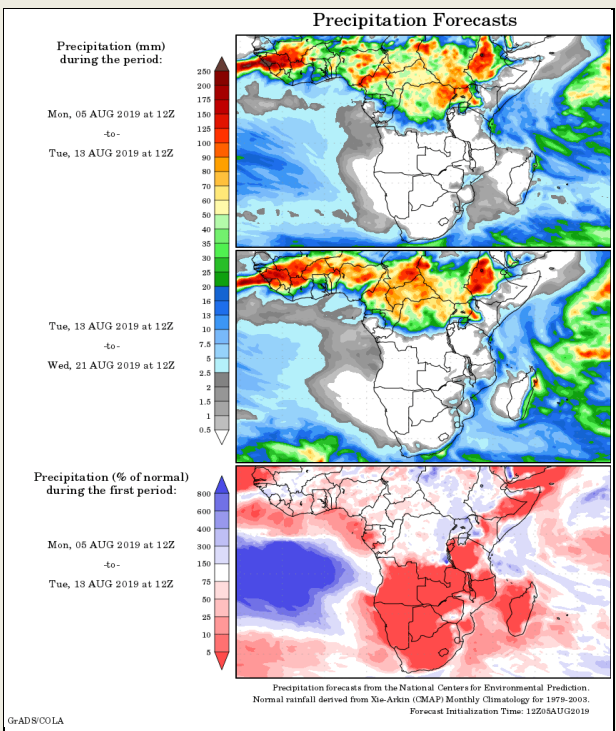 Precipitation Forecasts
Precipitation (mm)
during the period:
Mon, 05 AUG 2019 at 12Z
-to-
Tue, 13 AUG 2019 at 12Z
250
200
175
150
125
100
90
80
70
60
50
40
35
30
25
20
16
13
10
7.5
5
2.5
2
1.5
1
0.5
Tue, 13 AUG 2019 at 12Z
-to-
Wed, 21 AUG 2019 at 12Z
Precipitation (% of normal)
during the first period:
Mon, 05 AUG 2019 at 12Z
-to-
Tue, 13 AUG 2019 at 12Z
800
600
400
300
150
75
50
25
10
5
Precipitation forecasts from the National Centers for Environmental Prediction.
Normal rainfall derived from Xie-Arkin (CMAP) Monthly Climatology for 1979-2003.
Forecast Initialization Time: 12Z05AUG2019
GrADS/COLA